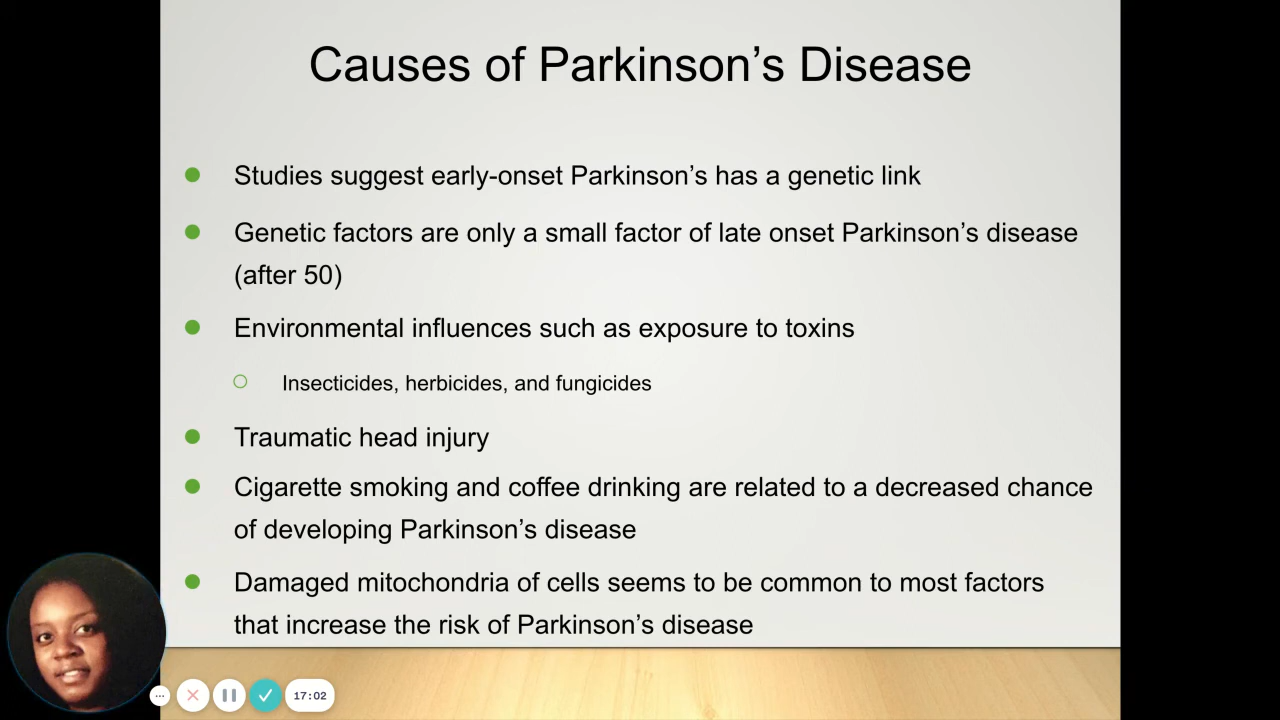 Causes of Parkinson’s Disease
Studies suggest early-onset Parkinson’s has a genetic link
Genetic factors are only a small factor of late onset Parkinson’s disease
(after 50)
Environmental influences such as exposure to toxins
Insecticides, herbicides, and fungicides
Traumatic head injury
Cigarette smoking and coffee drinking are related to a decreased chance
of developing Parkinson’s disease
Damaged mitochondria of cells seems to be common to most factors
that increase the risk of Parkinson’s disease
17:02